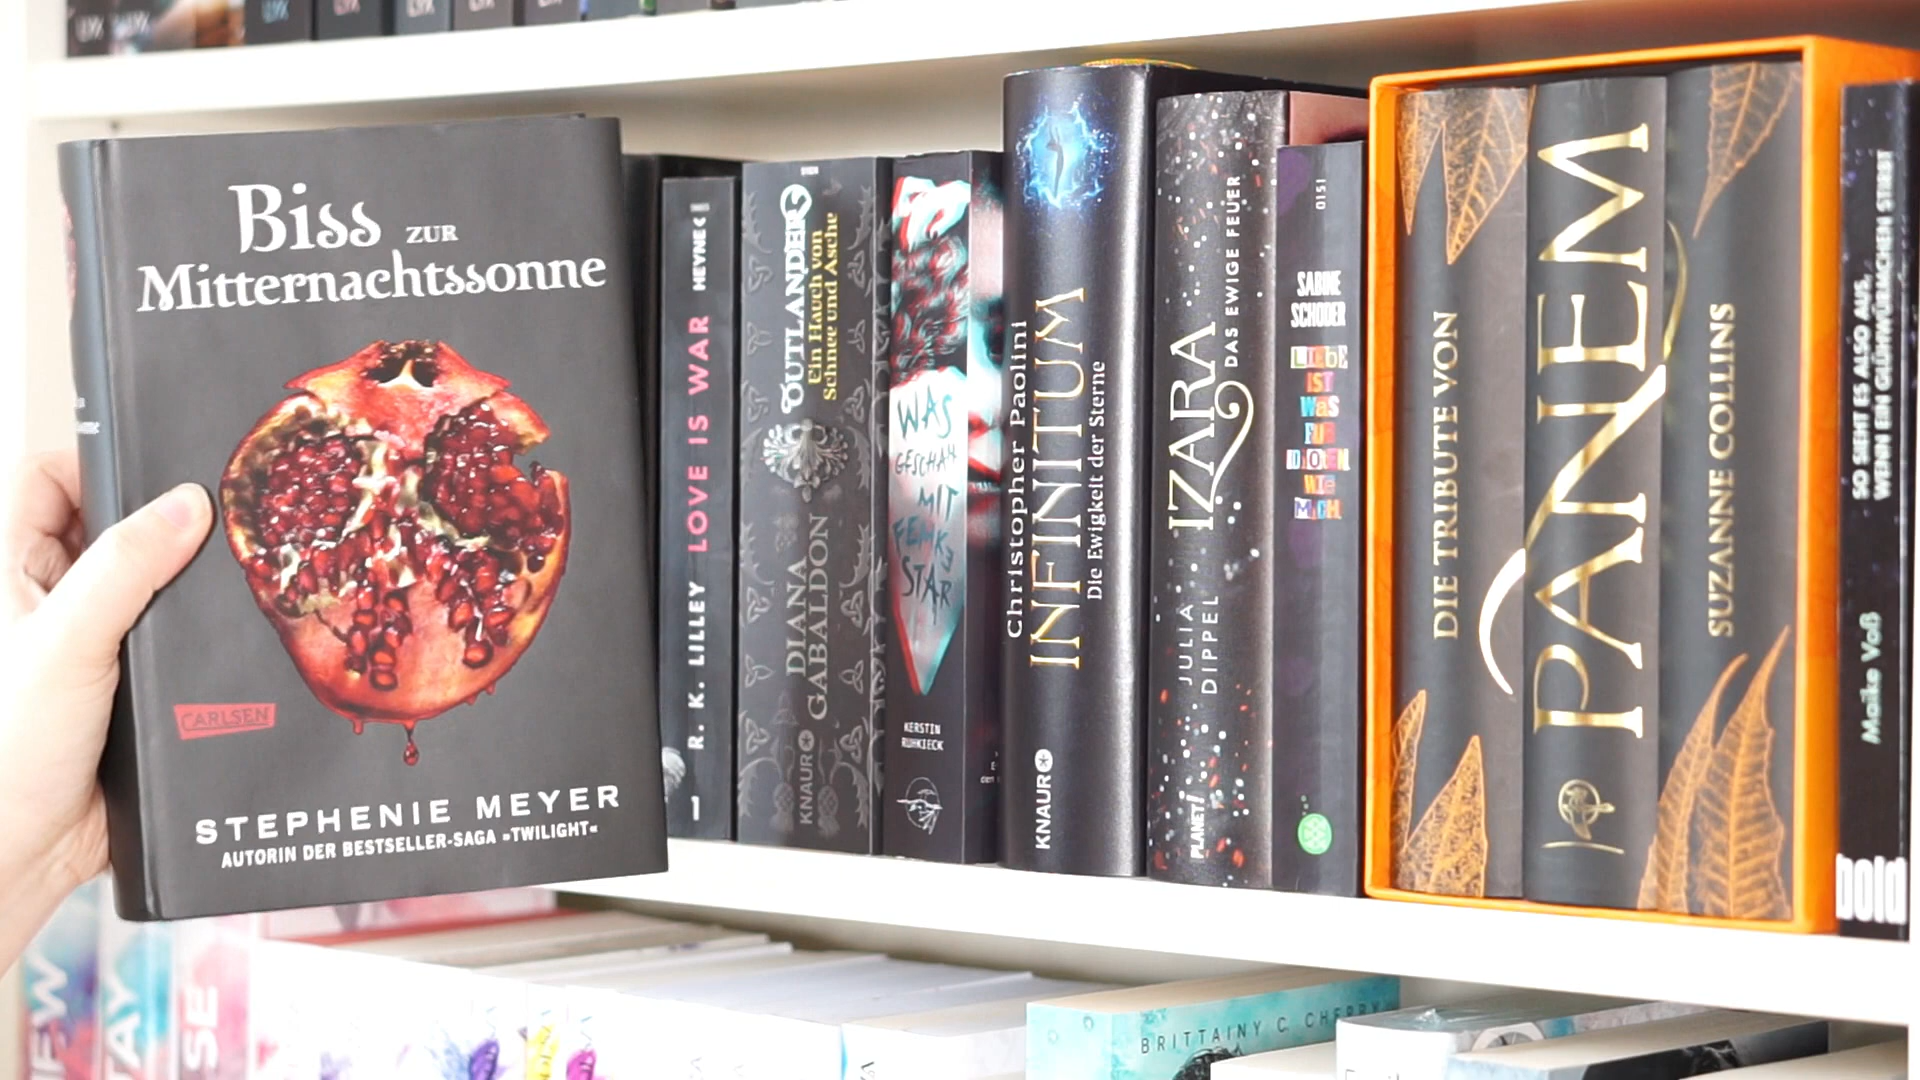 Biss ZUR
Mitternachtssonne
CARLSEN
STEPHENIE MEYER
AUTORIN DER BESTSELLER-SAGA »TWILIGHT«
R. K. LILLEY LOVE IS WAR HEYNE
1
OUTLANDER
Ein Hauch von
Schnee und Asche
DIANA
GABALDON
KNAUR
WAS
GESCHAH
MIT
FEMKE
STAR
KERSTIN
RUHKIECK
Christopher Paolini
INFINITUM
Die Ewigkeit der Sterne
KNAUR
IZARA
DAS EWIGE FEUER
JULIA
DIPPEL
PLANET!
0151
SABINE
SCHODER
LIEBE
IST
WaS
FÜR
IDIOTEN.
WIE
MICH.
DIE TRIBUTE VON
PANEM
SUZANNE COLLINS
SO SIEHT ES ALSO AUS,
WENN EIN GLÜHWÜRMCHEN STIRBT
Maike Voß
bold
BRITTAINY C. CHERRY